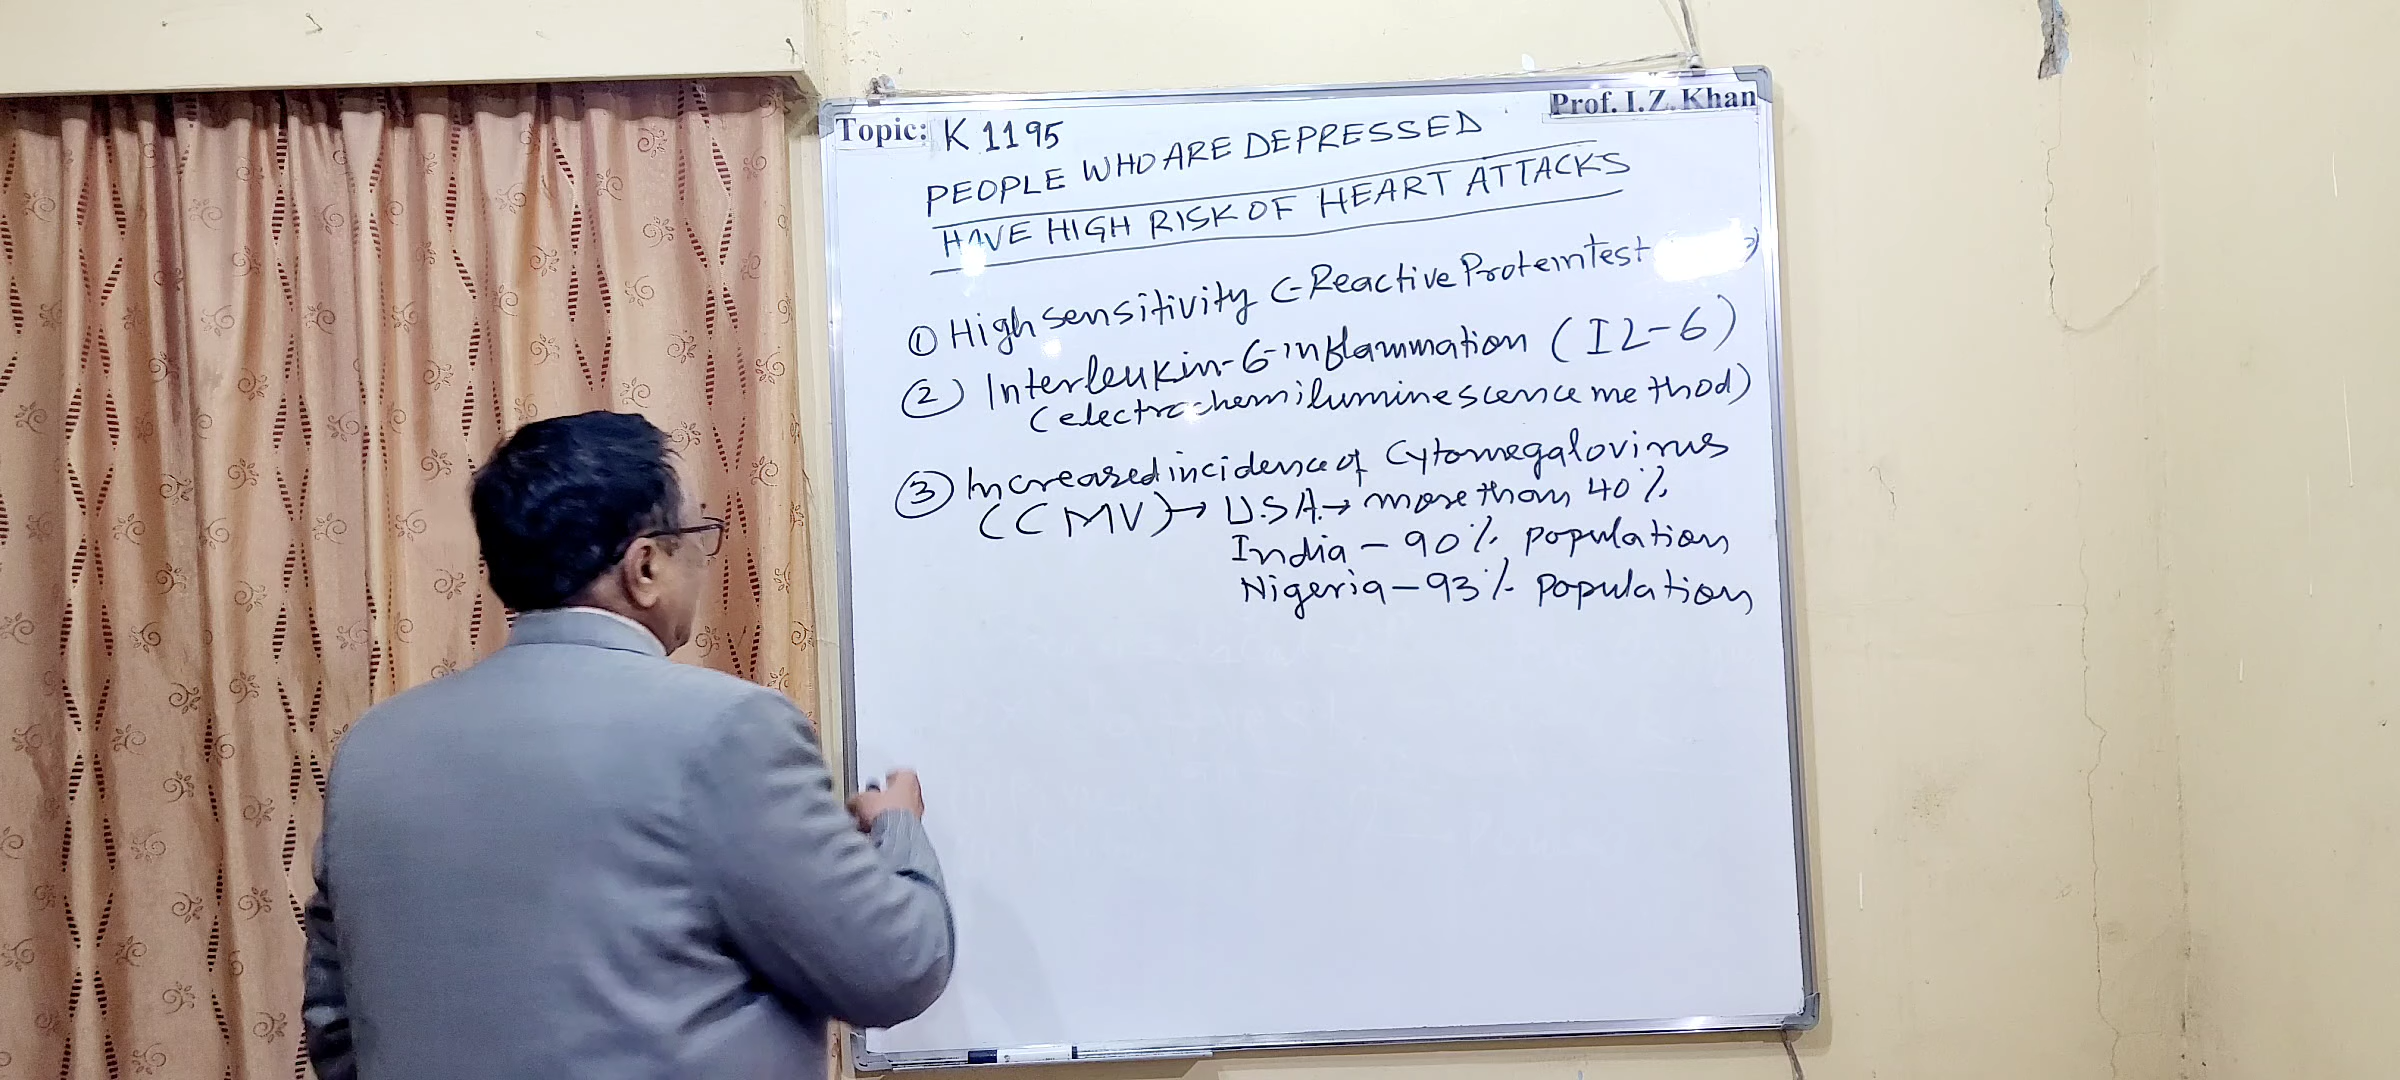 Topic: K 1195
Prof. I.Z. Khan
PEOPLE WHO ARE DEPRESSED
HAVE HIGH RISK OF HEART ATTACKS
① High sensitivity C-Reactive Protein Test
② Interleukin-6-inflammation (IL-6)
(electrochemiluminescence method)
③ Increased incidence of Cytomegalovirus
(CMV)→ U.S.A.→ more than 40%
India - 90% population
Nigeria - 93% population